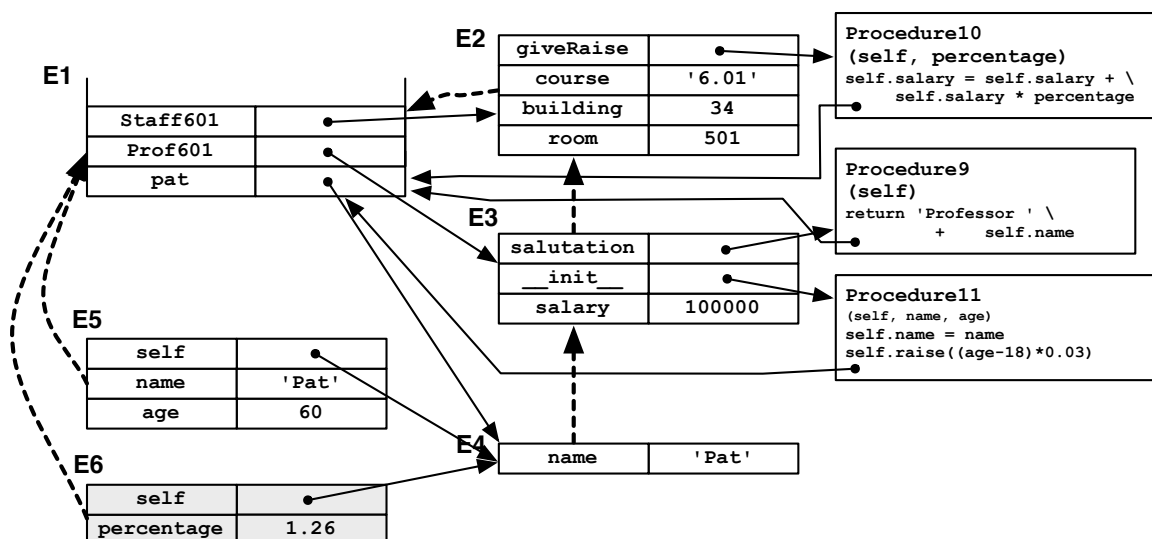 E1
Staff601
Prof601
pat
E2
giveRaise
course '6.01'
building 34
room 501
E3
salutation
__init__
salary 100000
E4
name 'Pat'
E5
self
name 'Pat'
age 60
E6
self
percentage 1.26
Procedure10
(self, percentage)
self.salary = self.salary + \
self.salary * percentage
Procedure9
(self)
return 'Professor ' \
+ self.name
Procedure11
(self, name, age)
self.name = name
self.raise((age-18)*0.03)